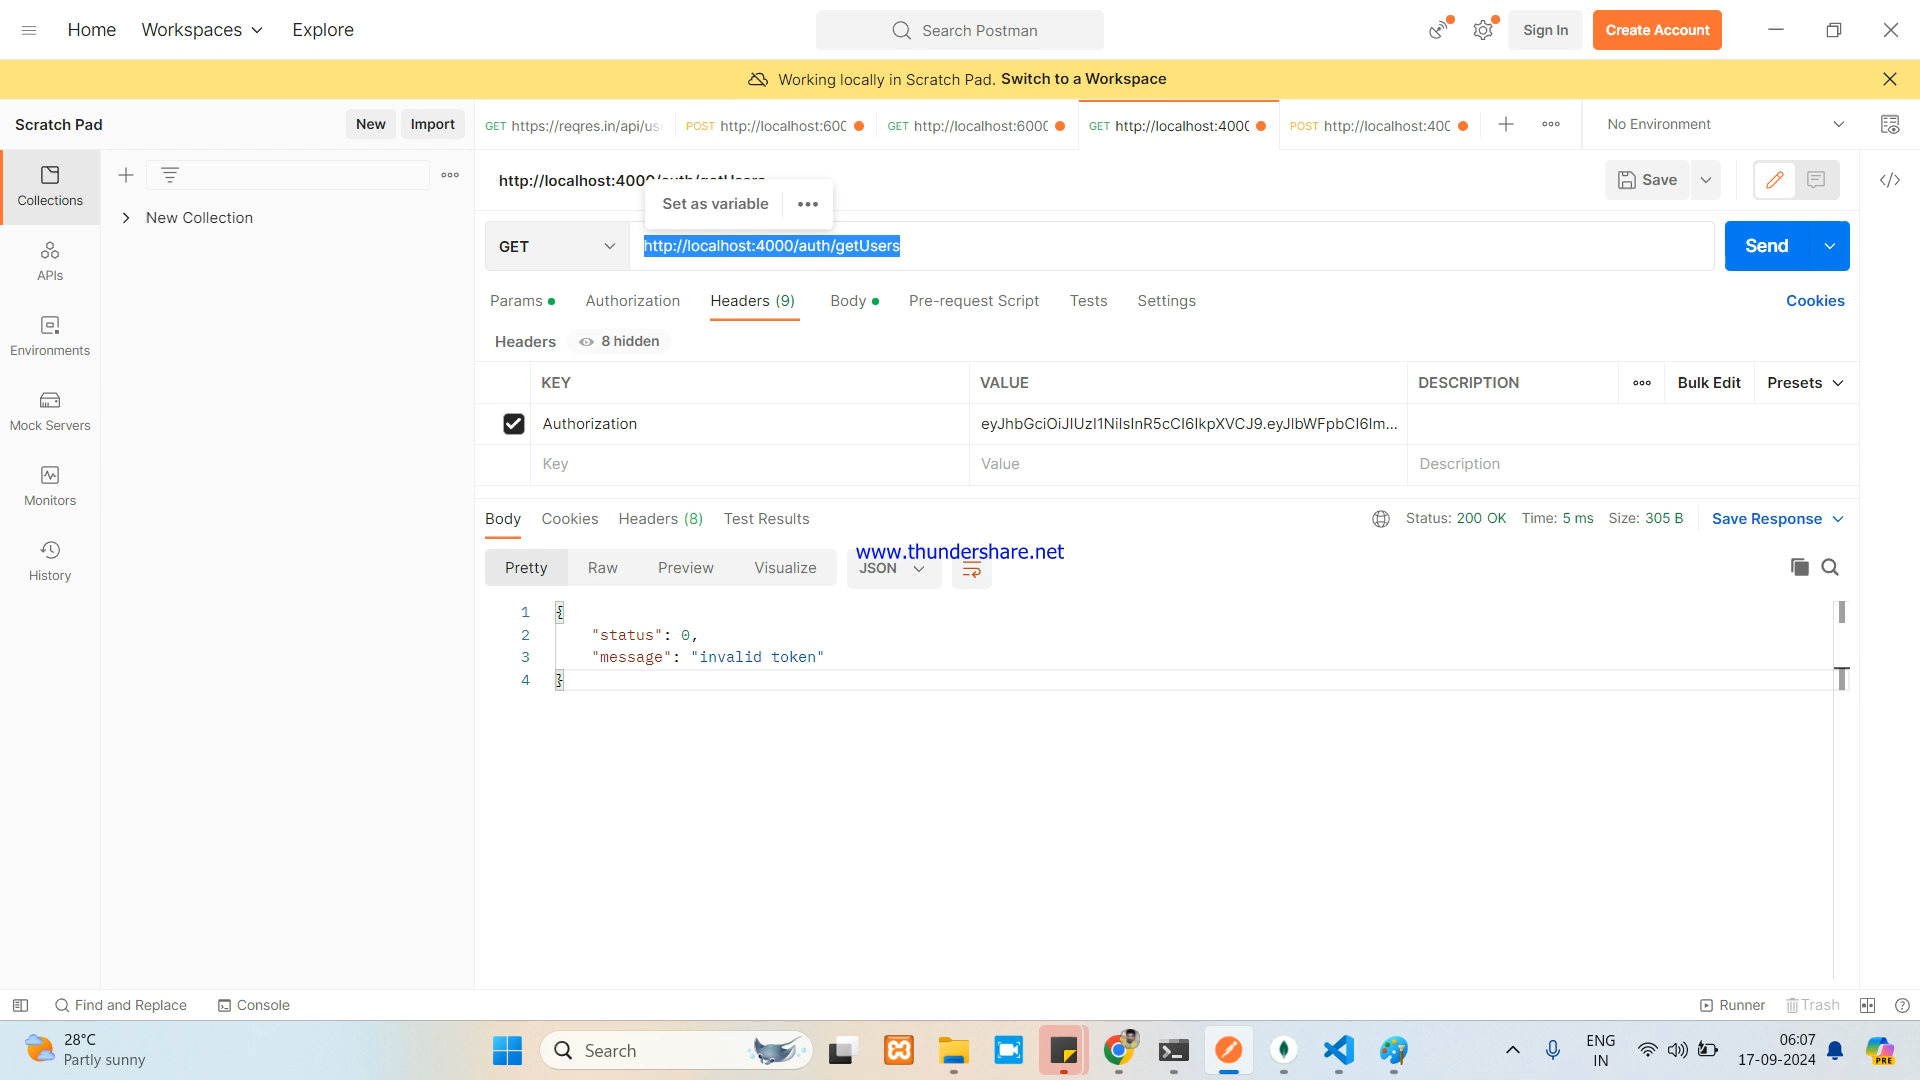 Home Workspaces Explore Search Postman Sign In Create Account
Working locally in Scratch Pad. Switch to a Workspace
Scratch Pad New Import GET https://reqres.in/api/us POST http://localhost:600 GET http://localhost:6000 GET http://localhost:4000 POST http://localhost:400 No Environment
Collections
New Collection
APIs
Environments
Mock Servers
Monitors
History
http://localhost:4000/auth/getUsers Save
Set as variable
GET http://localhost:4000/auth/getUsers Send
Params Authorization Headers (9) Body Pre-request Script Tests Settings Cookies
Headers 8 hidden
KEY VALUE DESCRIPTION Bulk Edit Presets
Authorization eyJhbGciOiJIUzI1NiIsInR5cCI6IkpXVCJ9.eyJlbWFpbCI6Im...
Key Value Description
Body Cookies Headers (8) Test Results Status: 200 OK Time: 5 ms Size: 305 B Save Response
www.thundershare.net
Pretty Raw Preview Visualize JSON
1 {
2 "status": 0,
3 "message": "invalid token"
4 }
Find and Replace Console Runner Trash
28°C
Partly sunny
Search
ENG
IN
06:07
17-09-2024
PRE